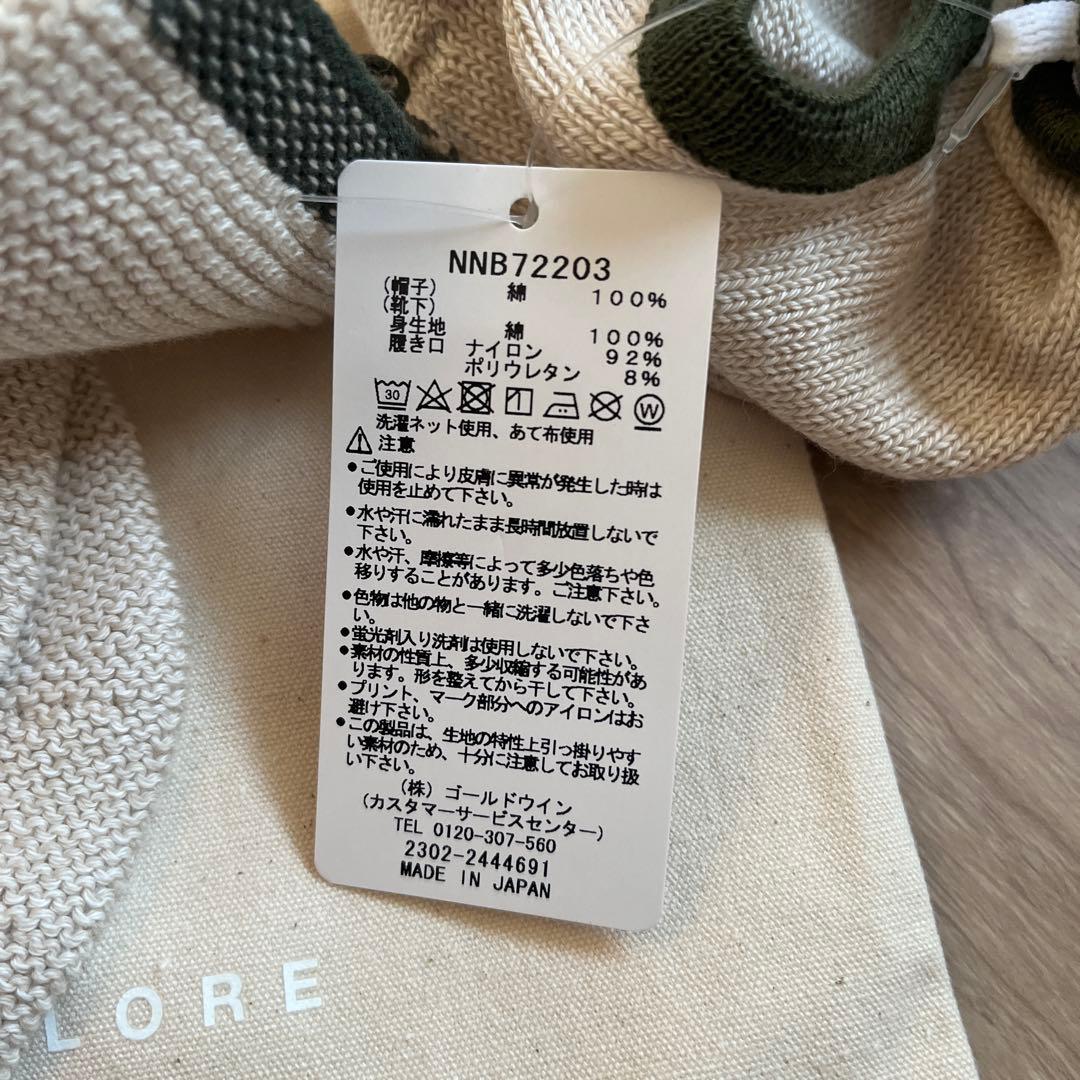 NNB72203
(帽子) 綿 100%
(靴下)
身生地 綿 100%
履き口 ナイロン 92%
ポリウレタン 8%
30 W
洗濯ネット使用、あて布使用
注意
●ご使用により皮膚に異常が発生した時は
使用を止めて下さい。
●水や汗に濡れたまま長時間放置しないで
下さい。
●水や汗、摩擦等によって多少色落ちや色
移りすることがあります。ご注意下さい。
●色物は他の物と一緒に洗濯しないで下さ
い。
●蛍光剤入り洗剤は使用しないで下さい。
●素材の性質上、多少収縮する可能性があ
ります。形を整えてから干して下さい。
●プリント、マーク部分へのアイロンはお
避け下さい。
●この製品は、生地の特性上引っ掛りやす
い素材のため、十分に注意してお取り扱
い下さい。
(株) ゴールドウイン
(カスタマーサービスセンター)
TEL 0120-307-560
2302-2444691
MADE IN JAPAN
LORE